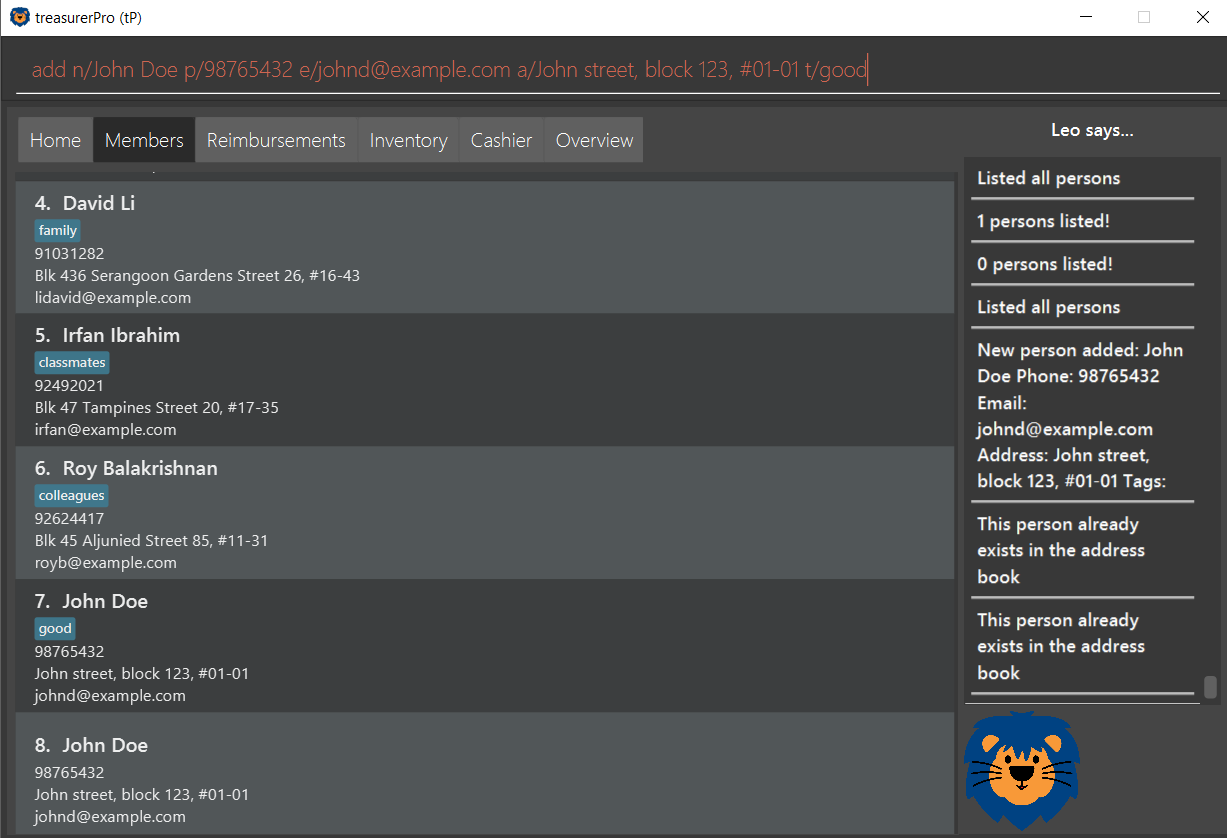 treasurerPro (tP)
add n/John Doe p/98765432 e/johnd@example.com a/John street, block 123, #01-01 t/good
Home Members Reimbursements Inventory Cashier Overview
4. David Li
family
91031282
Blk 436 Serangoon Gardens Street 26, #16-43
lidavid@example.com
5. Irfan Ibrahim
classmates
92492021
Blk 47 Tampines Street 20, #17-35
irfan@example.com
6. Roy Balakrishnan
colleagues
92624417
Blk 45 Aljunied Street 85, #11-31
royb@example.com
7. John Doe
good
98765432
John street, block 123, #01-01
johnd@example.com
8. John Doe
98765432
John street, block 123, #01-01
johnd@example.com
Leo says...
Listed all persons
1 persons listed!
0 persons listed!
Listed all persons
New person added: John
Doe Phone: 98765432
Email:
johnd@example.com
Address: John street,
block 123, #01-01 Tags:
This person already
exists in the address
book
This person already
exists in the address
book